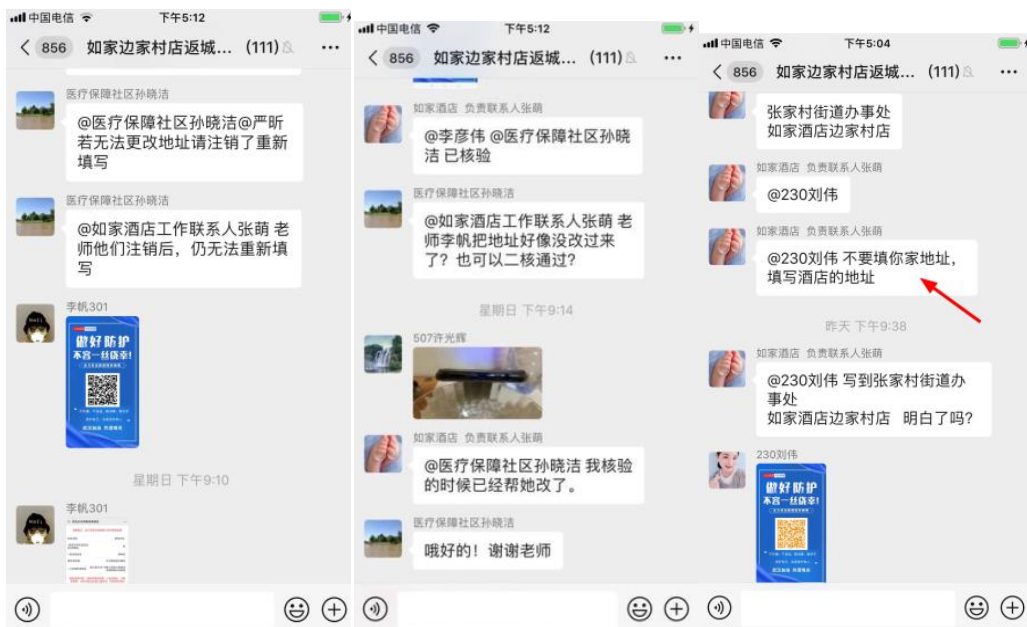 中国电信 下午5:12
856 如家边家村店返城... (111)
医疗保障社区孙晓洁
@医疗保障社区孙晓洁@严昕
若无法更改地址请注销了重新
填写
医疗保障社区孙晓洁
@如家酒店工作联系人张萌 老
师他们注销后，仍无法重新填
写
李帆301
做好防护
不容一丝侥幸!
星期日 下午9:10
李帆301
中国电信 下午5:12
856 如家边家村店返城... (111)
如家酒店 负责联系人张萌
@李彦伟 @医疗保障社区孙晓
洁 已核验
医疗保障社区孙晓洁
@如家酒店工作联系人张萌 老
师李帆把地址好像没改过来
了？也可以二核通过？
星期日 下午9:14
507许光辉
如家酒店 负责联系人张萌
@医疗保障社区孙晓洁 我核验
的时候已经帮她改了。
医疗保障社区孙晓洁
哦好的！谢谢老师
中国电信 下午5:04
856 如家边家村店返城... (111)
张家村街道办事处
如家酒店边家村店
如家酒店 负责联系人张萌
@230刘伟
如家酒店 负责联系人张萌
@230刘伟 不要填你家地址，
填写酒店的地址
昨天 下午9:38
如家酒店 负责联系人张萌
@230刘伟 写到张家村街道办
事处
如家酒店边家村店 明白了吗?
230刘伟
做好防护
不容一丝侥幸!